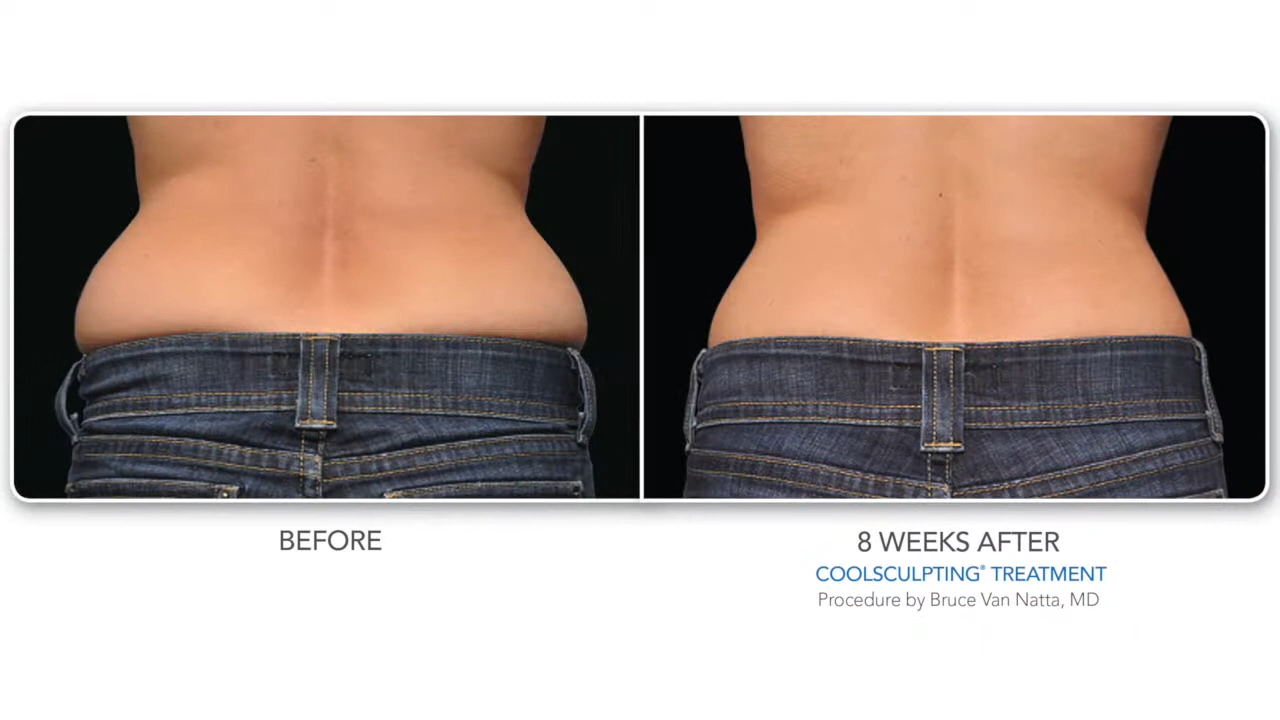 BEFORE
8 WEEKS AFTER
COOLSCULPTING® TREATMENT
Procedure by Bruce Van Natta, MD